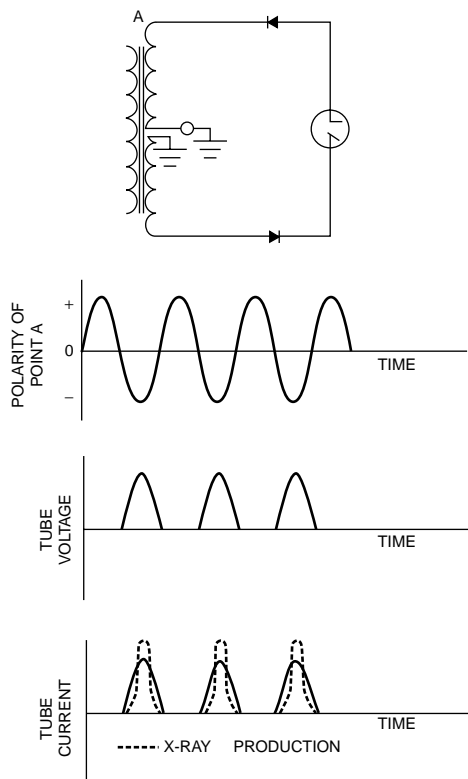 A
+
POLARITY OF
POINT A
0
TIME
−
TUBE
VOLTAGE
TIME
TUBE
CURRENT
TIME
X-RAY PRODUCTION